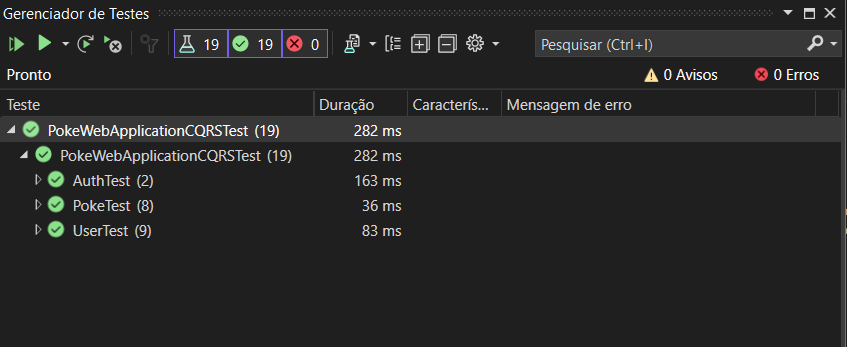 Gerenciador de Testes
19 19 0
Pesquisar (Ctrl+I)
Pronto 0 Avisos 0 Erros
Teste Duração Caracterís... Mensagem de erro
PokeWebApplicationCQRSTest (19) 282 ms
PokeWebApplicationCQRSTest (19) 282 ms
AuthTest (2) 163 ms
PokeTest (8) 36 ms
UserTest (9) 83 ms